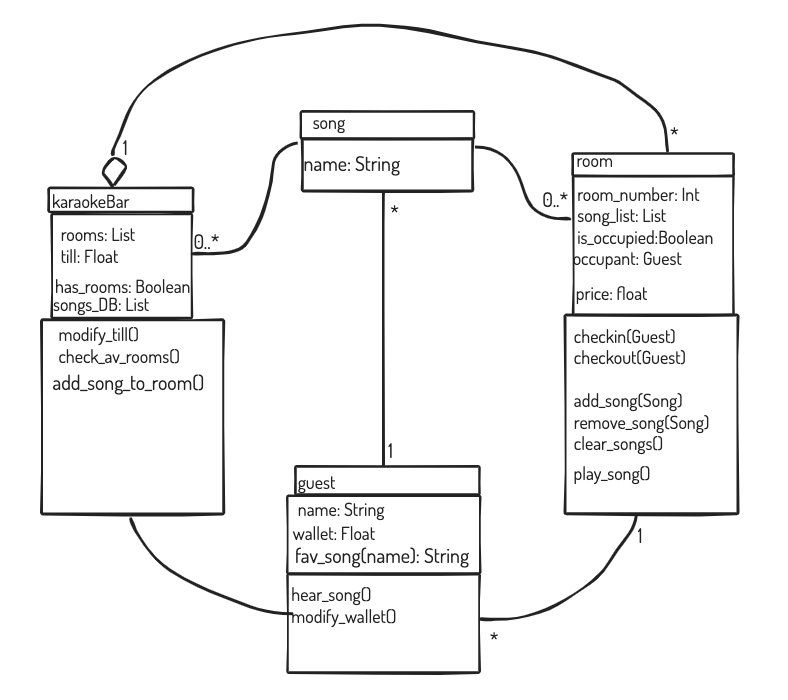 1
*
song
name: String
room
room_number: Int
song_list: List
is_occupied:Boolean
occupant: Guest
price: float
0..*
karaokeBar
rooms: List
till: Float
has_rooms: Boolean
songs_DB: List
0..*
*
modify_till()
check_av_rooms()
add_song_to_room()
checkin(Guest)
checkout(Guest)
add_song(Song)
remove_song(Song)
clear_songs()
play_song()
1
guest
name: String
wallet: Float
fav_song(name): String
hear_song()
modify_wallet()
1
*